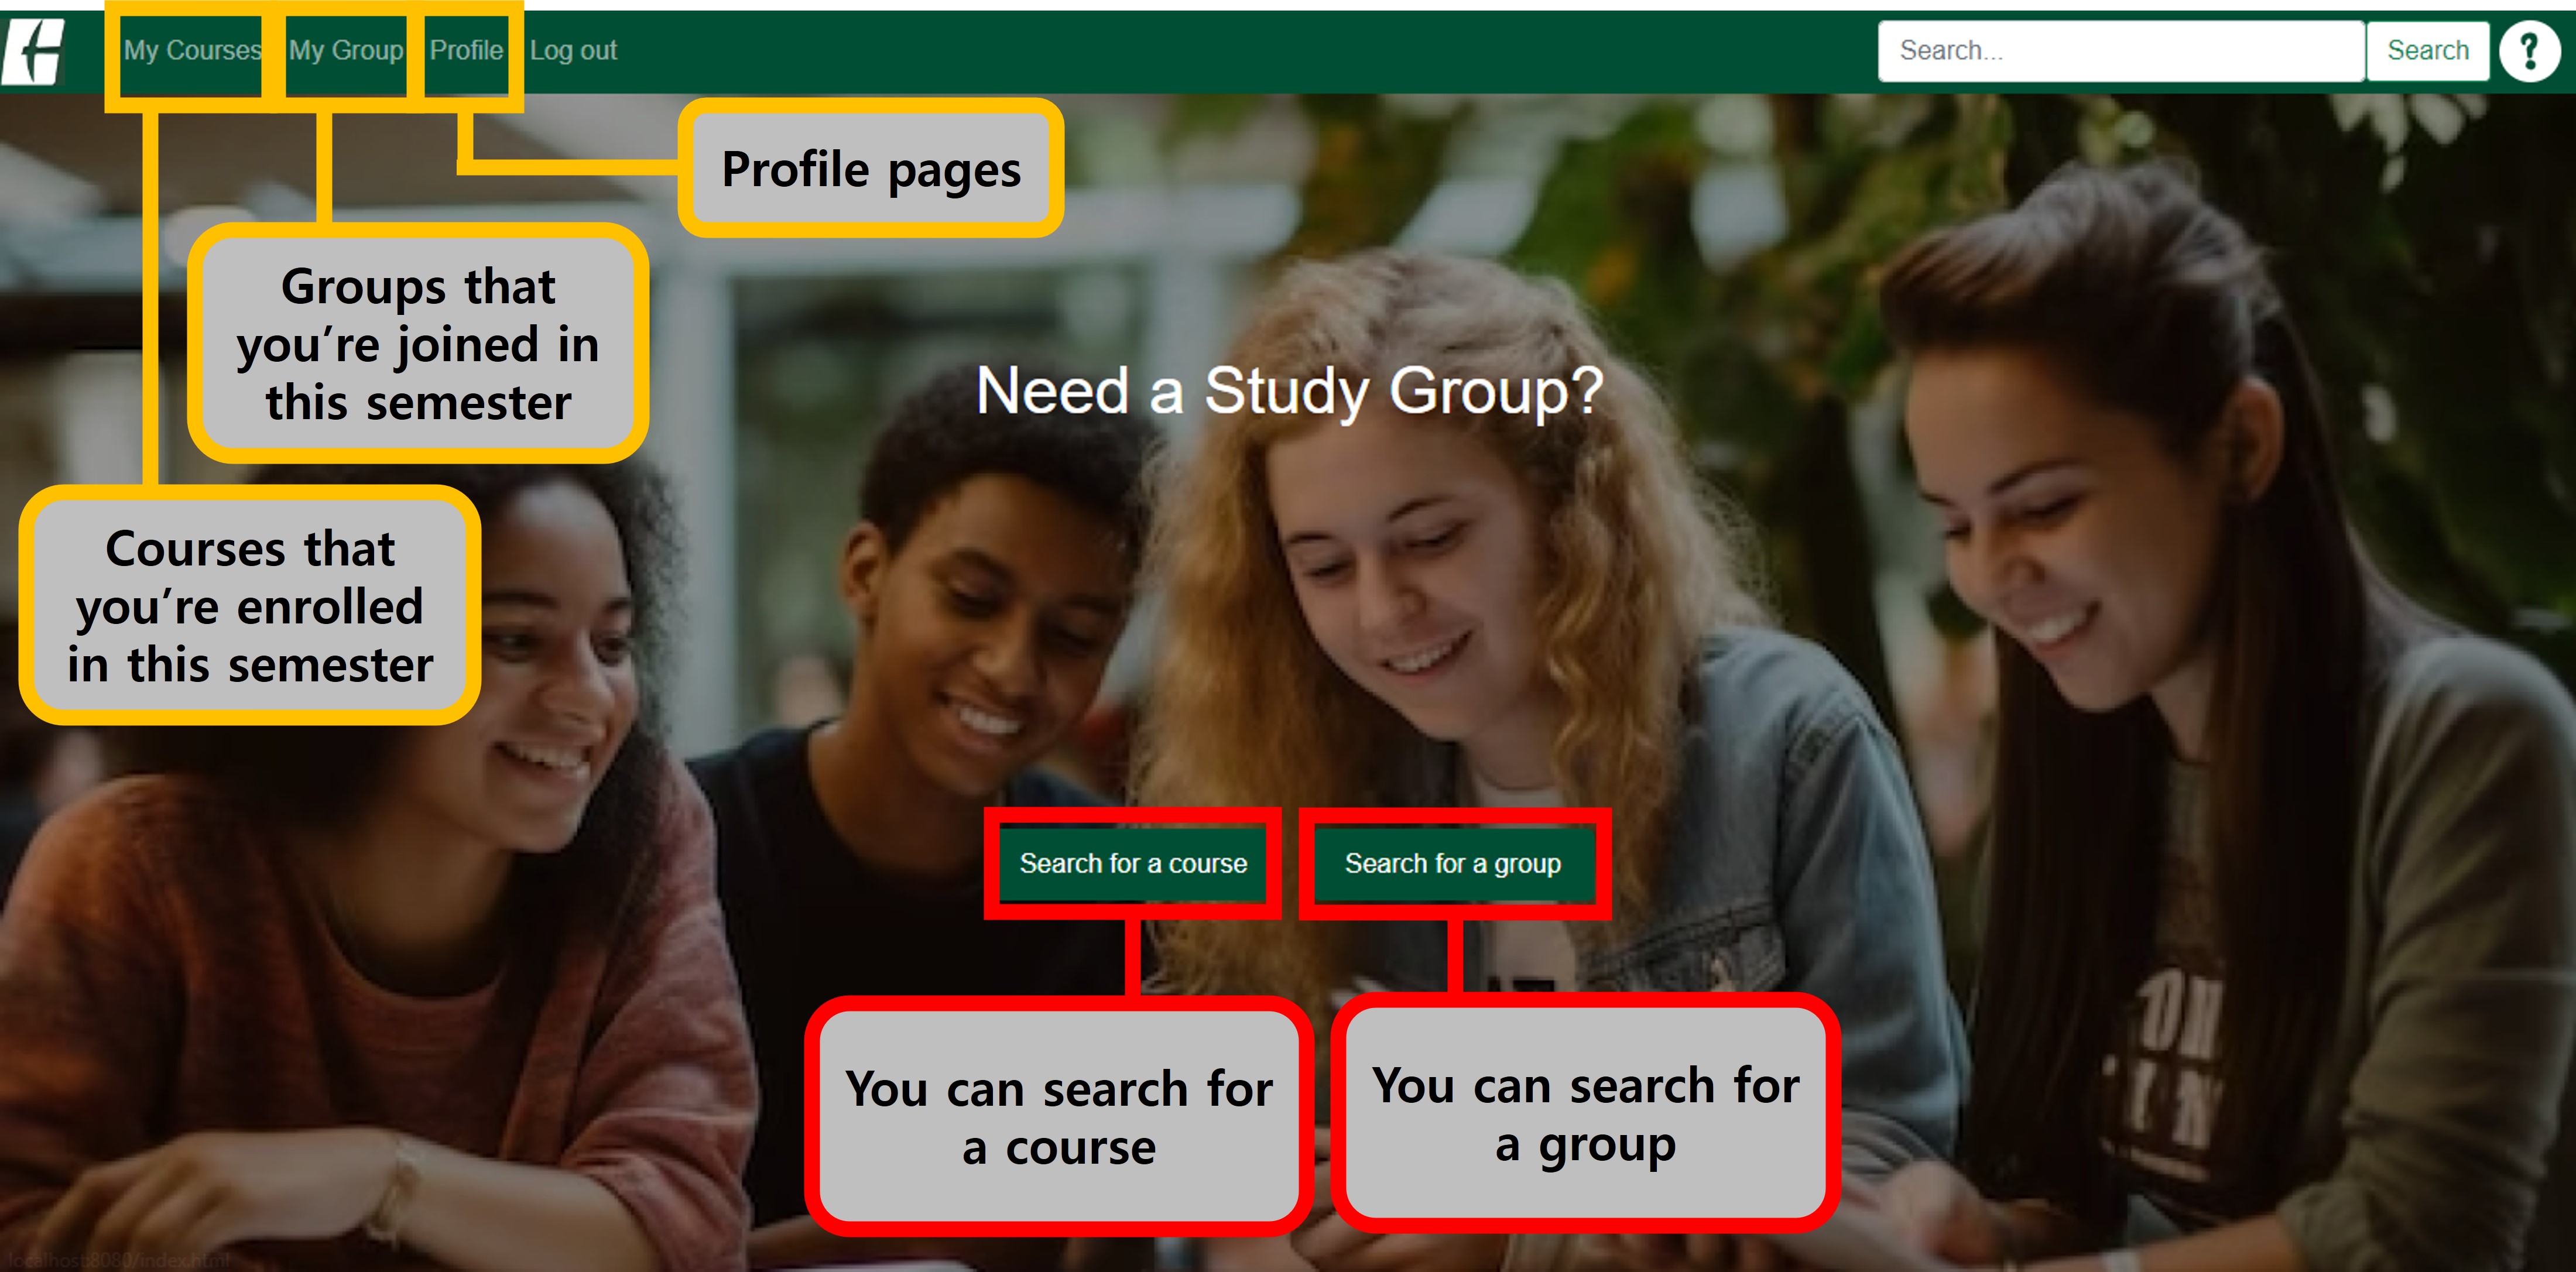 My Courses
My Group
Profile
Log out
Search...
Search
?
Profile pages
Groups that
you're joined in
this semester
Need a Study Group?
Courses that
you're enrolled
in this semester
Search for a course
Search for a group
You can search for
a course
You can search for
a group
localhost:8080/index.html